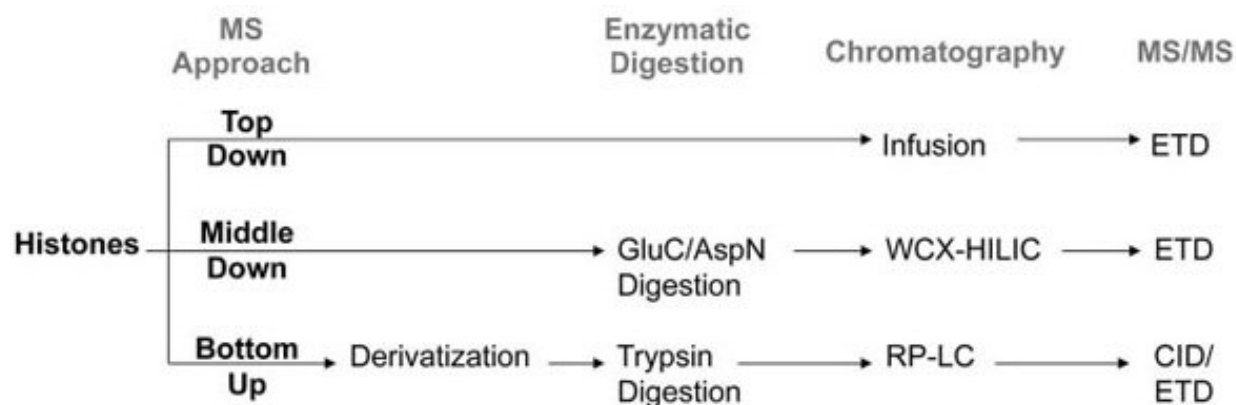 MS Approach Enzymatic Digestion Chromatography MS/MS
Top Down Infusion ETD
Histones Middle Down GluC/AspN Digestion WCX-HILIC ETD
Bottom Up Derivatization Trypsin Digestion RP-LC CID/ETD